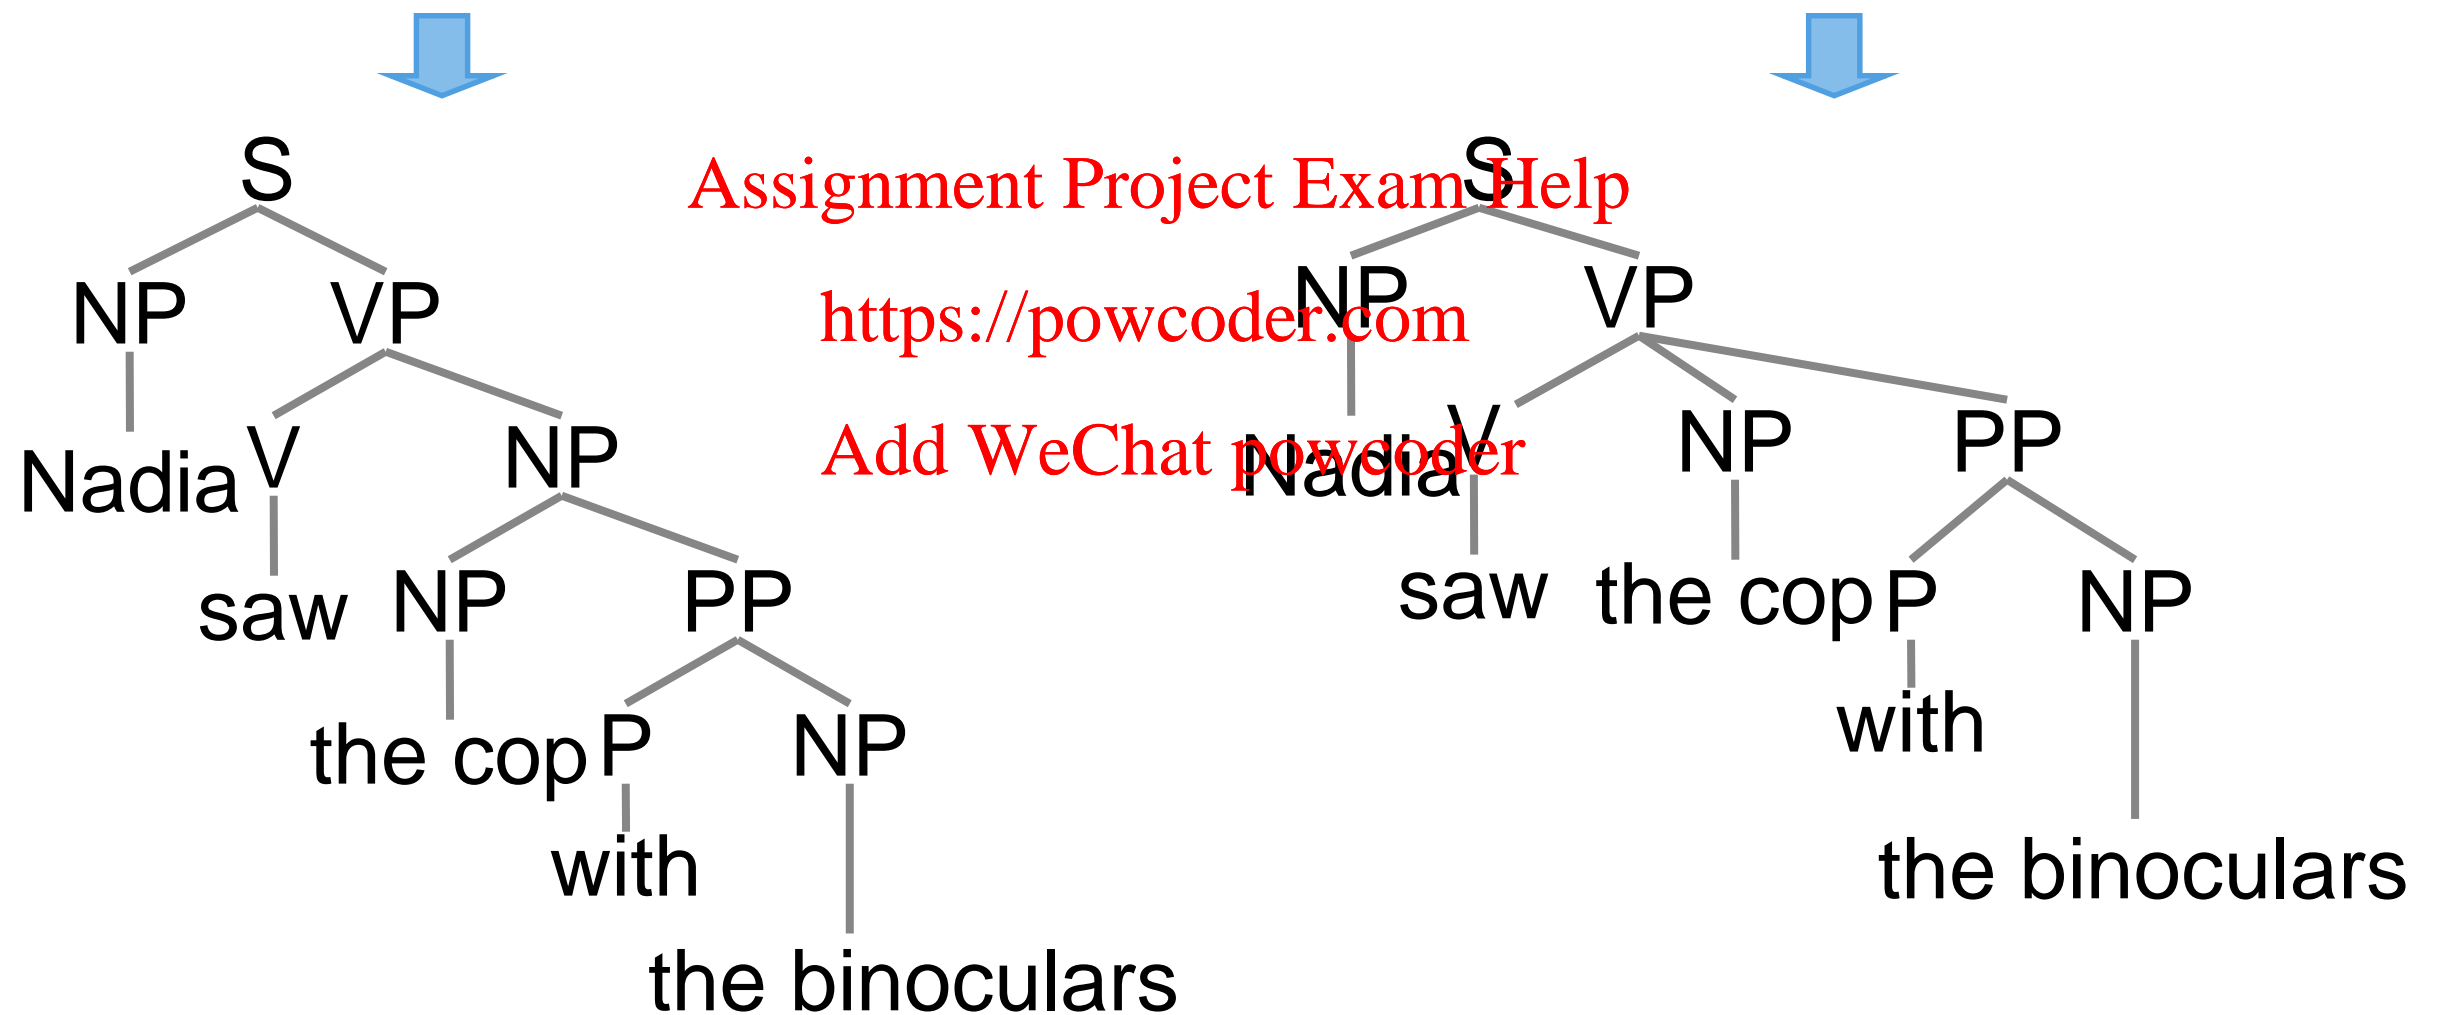 S
NP VP
Nadia V NP
saw NP PP
the cop P NP
with
the binoculars
Assignment Project Exam Help
https://powcoder.com
Add WeChat powcoder
S
NP VP
Nadia V NP PP
saw the cop P NP
with
the binoculars